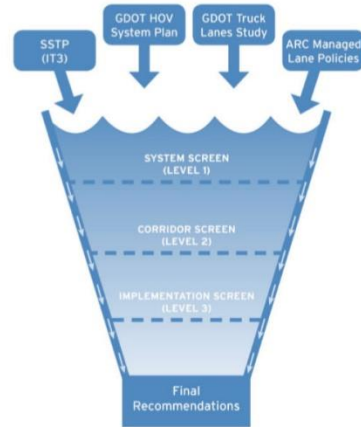 SSTP
(IT3)
GDOT HOV
System Plan
GDOT Truck
Lanes Study
ARC Managed
Lane Policies
SYSTEM SCREEN
(LEVEL 1)
CORRIDOR SCREEN
(LEVEL 2)
IMPLEMENTATION SCREEN
(LEVEL 3)
Final
Recommendations